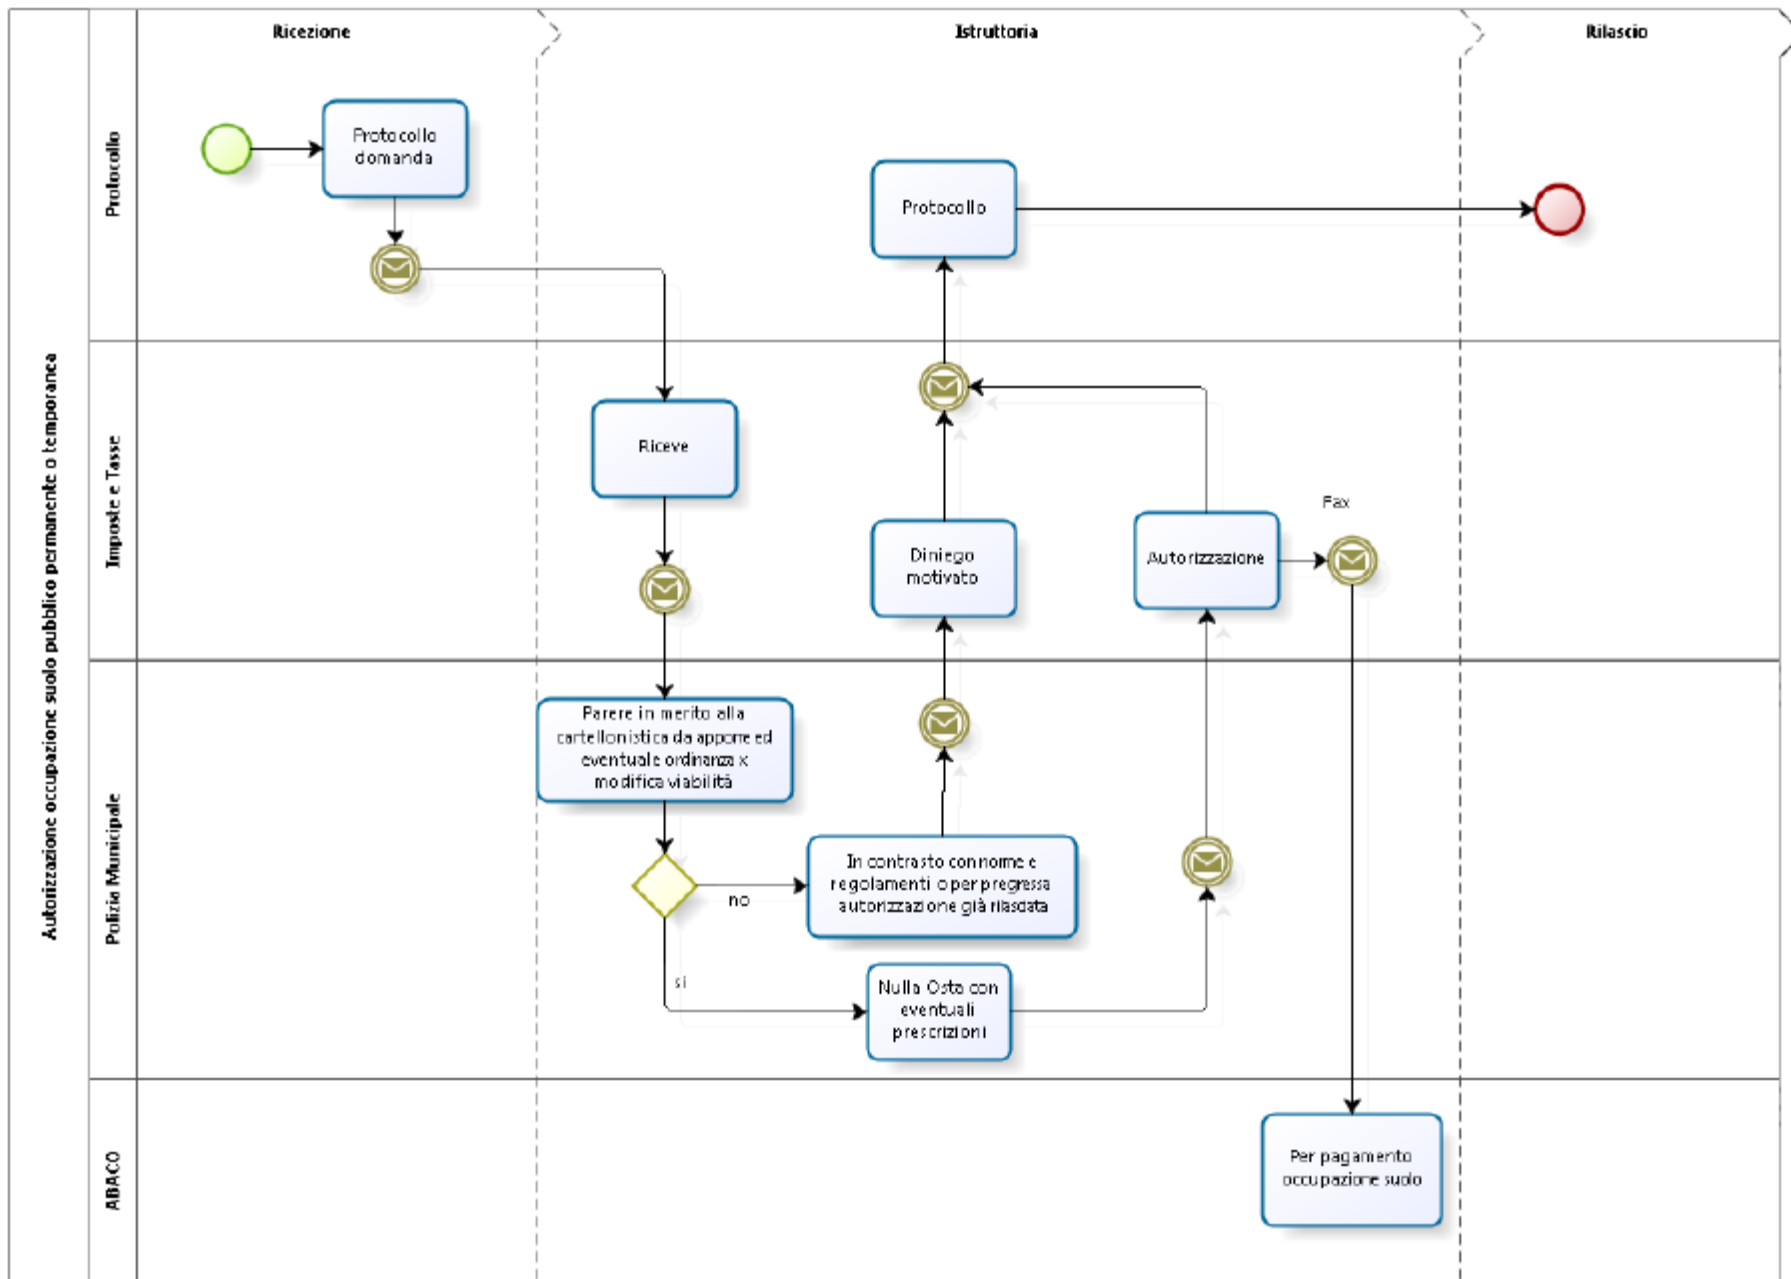 Ricezione
Istruttoria
Rilascio
Autorizzazione occupazione suolo pubblico permanente o temporanea
Protocollo
Protocollo
domanda
Protocollo
Imposte e Tasse
Riceve
Diniego
motivato
Autorizzazione
Fax
Polizia Municipale
Parere in merito alla
cartellonistica da apporre ed
eventuale ordinanza x
modifica viabilità
no
In contrasto con norme e
regolamenti o per pregressa
autorizzazione già rilasciata
si
Nulla Osta con
eventuali
prescrizioni
ABACO
Per pagamento
occupazione suolo